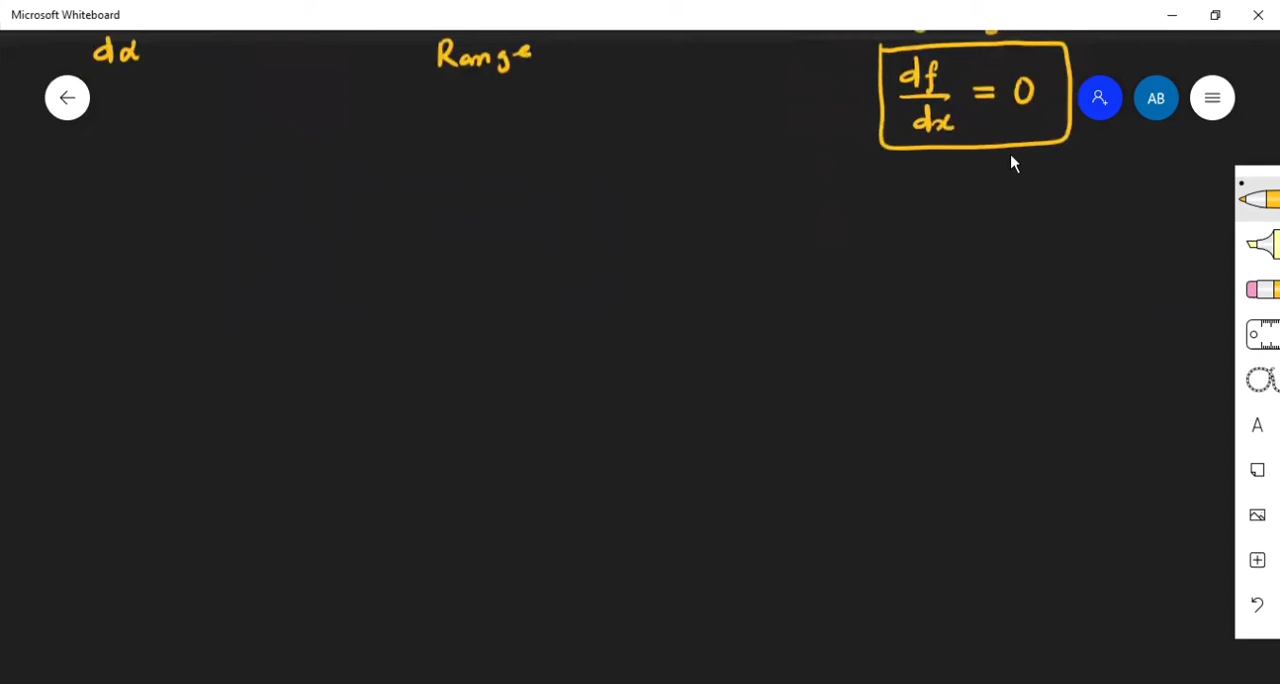 Microsoft Whiteboard
dα
Range
df
dx
= 0
AB
A